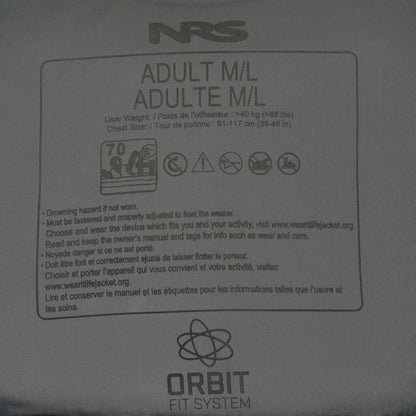 NRS
ADULT M/L
ADULTE M/L
User Weight: / Poids de l'utilisateur : >40 kg (>88 lbs)
Chest Size: / Tour de poitrine : 91-117 cm (36-46 in)
70
• Drowning hazard if not worn.
• Must be fastened and properly adjusted to float the wearer.
Choose and wear the device which fits you and your activity, visit www.wearitlifejacket.org.
Read and keep the owner's manual and tags for info such as wear and care.
• Noyade danger si ce ne est porté.
• Doit être fixé et correctement ajusté de laisser flotter le porteur.
Choisir et porter l'appareil qui vous convient et votre activité, visitez
www.wearitlifejacket.org.
Lire et conserver le manuel et les étiquettes pour les informations telles que l'usure et
les soins.
ORBIT
FIT SYSTEM